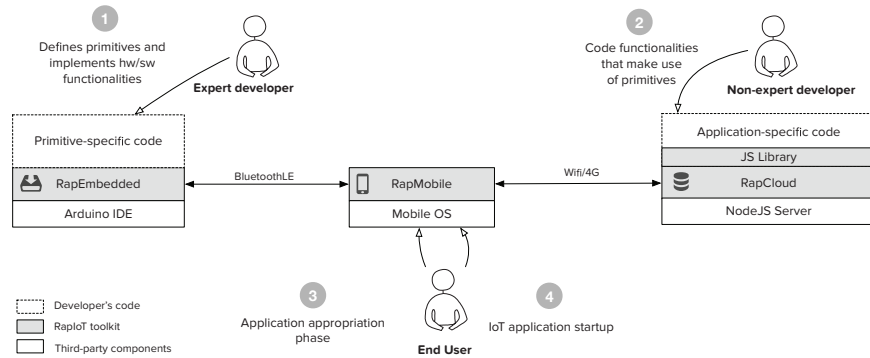 1
Defines primitives and
implements hw/sw
functionalities
Expert developer
2
Code functionalities
that make use
of primitives
Non-expert developer
Primitive-specific code
RapEmbedded
Arduino IDE
BluetoothLE
RapMobile
Mobile OS
Wifi/4G
Application-specific code
JS Library
RapCloud
NodeJS Server
3
Application appropriation
phase
End User
4
IoT application startup
Developer's code
RapIoT toolkit
Third-party components